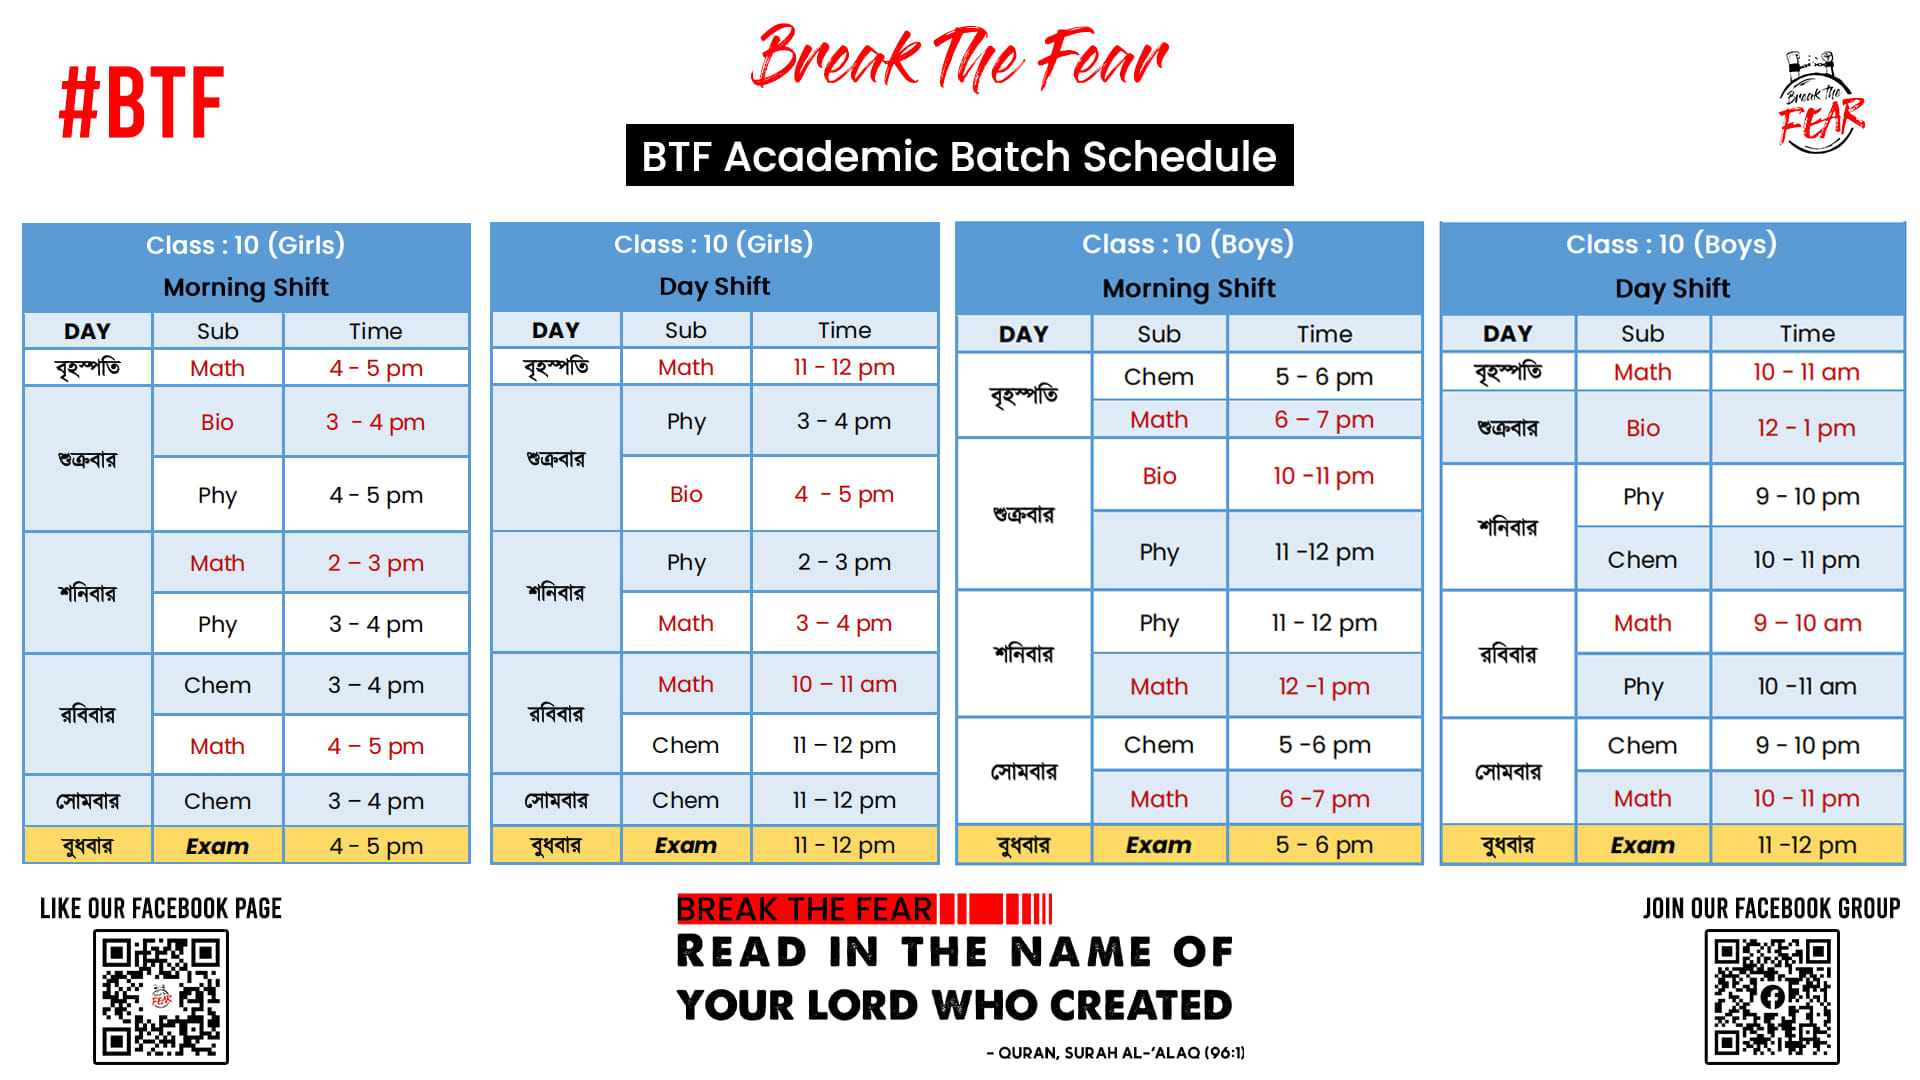 Break The Fear
#BTF
Break The
FEAR
BTF Academic Batch Schedule
Class : 10 (Girls)
Morning Shift
DAY Sub Time
বৃহস্পতি Math 4 - 5 pm
শুক্রবার Bio 3 - 4 pm
Phy 4 - 5 pm
শনিবার Math 2 – 3 pm
Phy 3 - 4 pm
রবিবার Chem 3 – 4 pm
Math 4 – 5 pm
সোমবার Chem 3 – 4 pm
বুধবার Exam 4 - 5 pm
Class : 10 (Girls)
Day Shift
DAY Sub Time
বৃহস্পতি Math 11 - 12 pm
শুক্রবার Phy 3 - 4 pm
Bio 4 - 5 pm
শনিবার Phy 2 - 3 pm
Math 3 – 4 pm
রবিবার Math 10 – 11 am
Chem 11 – 12 pm
সোমবার Chem 11 – 12 pm
বুধবার Exam 11 - 12 pm
Class : 10 (Boys)
Morning Shift
DAY Sub Time
বৃহস্পতি Chem 5 - 6 pm
Math 6 – 7 pm
শুক্রবার Bio 10 -11 pm
Phy 11 -12 pm
শনিবার Phy 11 - 12 pm
Math 12 -1 pm
সোমবার Chem 5 -6 pm
Math 6 -7 pm
বুধবার Exam 5 - 6 pm
Class : 10 (Boys)
Day Shift
DAY Sub Time
বৃহস্পতি Math 10 - 11 am
শুক্রবার Bio 12 - 1 pm
শনিবার Phy 9 - 10 pm
Chem 10 - 11 pm
রবিবার Math 9 – 10 am
Phy 10 -11 am
সোমবার Chem 9 - 10 pm
Math 10 - 11 pm
বুধবার Exam 11 -12 pm
LIKE OUR FACEBOOK PAGE
FEAR
BREAK THE FEAR
READ IN THE NAME OF
YOUR LORD WHO CREATED
- QURAN, SURAH AL-‘ALAQ (96:1)
JOIN OUR FACEBOOK GROUP